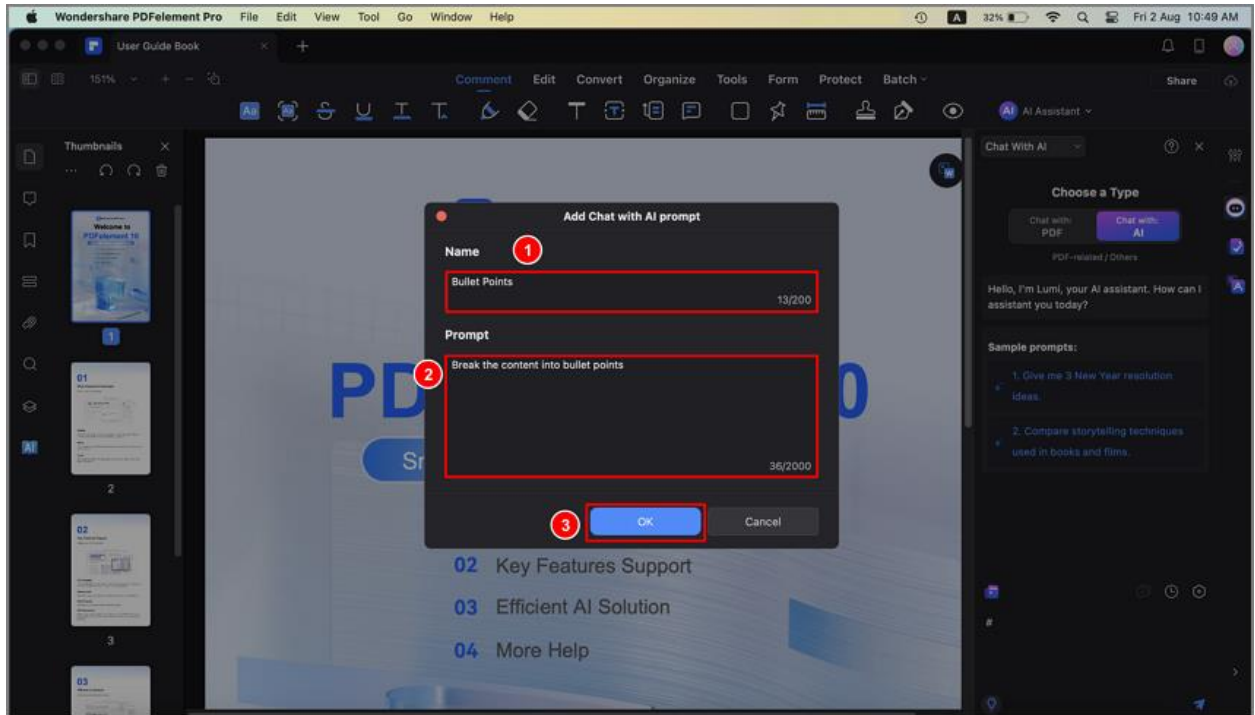 Wondershare PDFelement Pro File Edit View Tool Go Window Help A 32% Fri 2 Aug 10:49 AM
User Guide Book
151% Comment Edit Convert Organize Tools Form Protect Batch Share
AI AI Assistant
Thumbnails
Chat With AI
Choose a Type
Chat with: PDF
Chat with: AI
PDF-related / Others
Hello, I'm Lumi, your AI assistant. How can I
assistant you today?
Sample prompts:
1. Give me 3 New Year resolution
ideas.
2. Compare storytelling techniques
used in books and films.
#
Welcome to
PDFelement 10
1
01
2
02
3
03
AI
Add Chat with AI prompt
Name
1
Bullet Points
13/200
Prompt
2
Break the content into bullet points
36/2000
3
OK Cancel
PD 0
Sr
02 Key Features Support
03 Efficient AI Solution
04 More Help